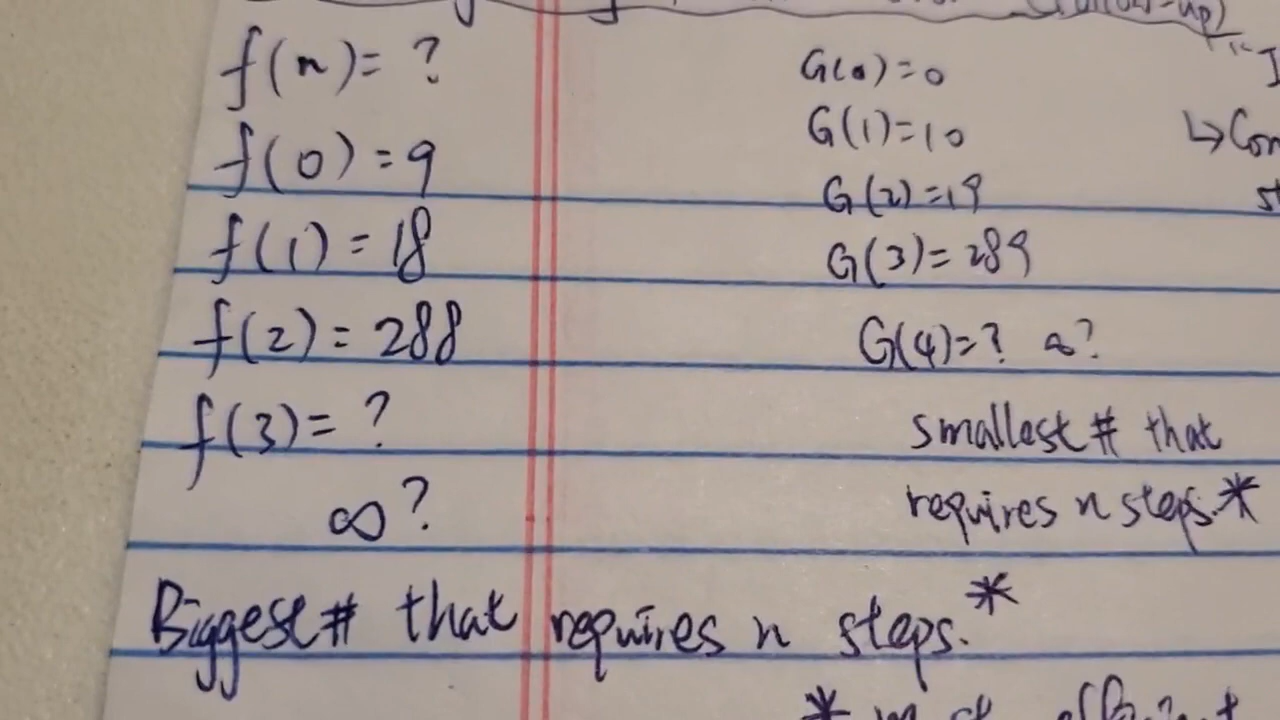 f(n)= ?
f(0)=9
f(1)=18
f(2)=288
f(3)= ?
∞?
Biggest# that requires n steps.*
G(0)=0
G(1)=10
G(2)=19
G(3)=289
G(4)=? ∞?
smallest# that
requires n steps.*